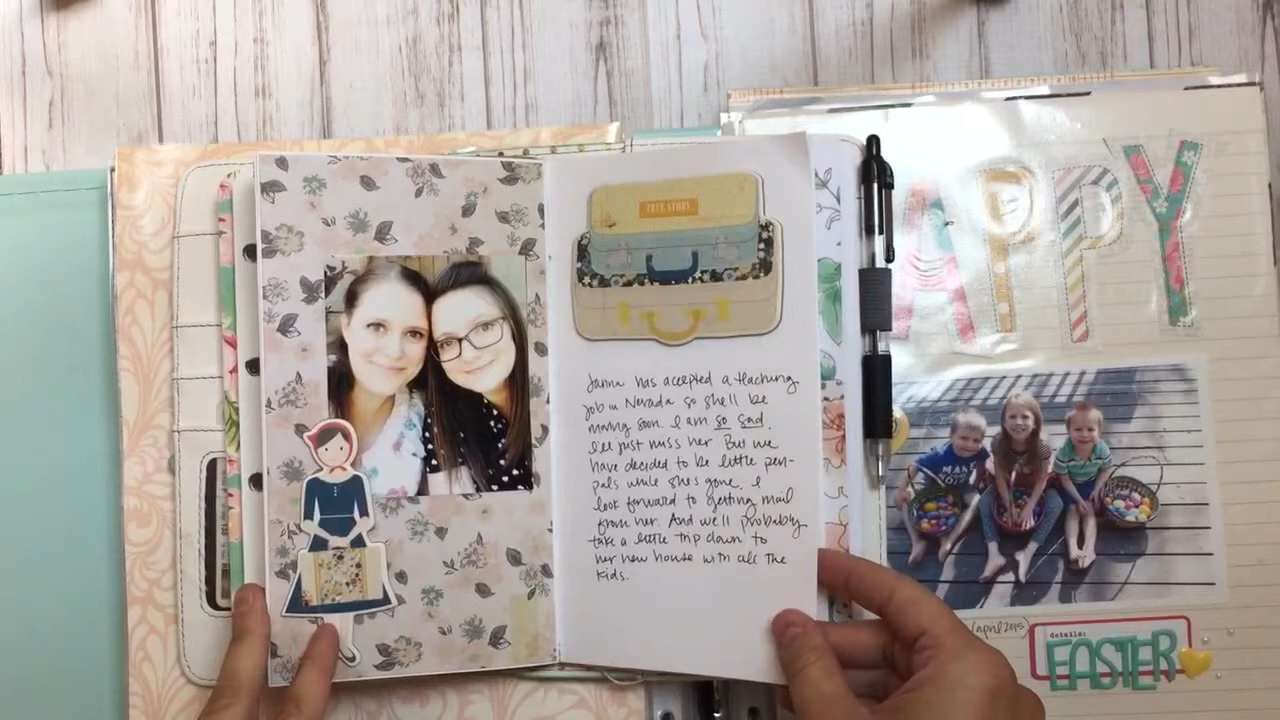 TRUE STORY
has accepted a teaching
job in Nevada so she'll be
moving soon. I am so sad.
I'll just miss her. But we
have decided to be little pen-
pals while she's gone. I
look forward to getting mail
from her. And we'll probably
take a little trip down to
her new house with all the
kids.
APPY
MAKE
/april 2015
details:
EASTER